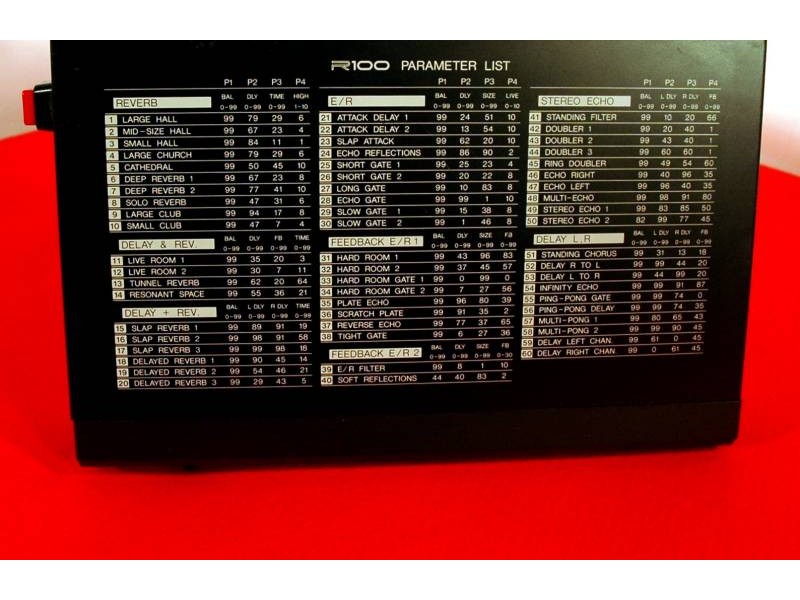 R100 PARAMETER LIST
P1 P2 P3 P4
REVERB BAL DLY TIME HIGH
0-99 0-99 0-99 1-10
1 LARGE HALL 99 79 29 6
2 MID-SIZE HALL 99 67 23 4
3 SMALL HALL 99 84 11 1
4 LARGE CHURCH 99 79 29 6
5 CATHEDRAL 99 50 45 10
6 DEEP REVERB 1 99 67 23 8
7 DEEP REVERB 2 99 77 41 10
8 SOLO REVERB 99 47 31 6
9 LARGE CLUB 99 94 17 8
10 SMALL CLUB 99 47 7 4
DELAY & REV. BAL DLY FB TIME
0-99 0-99 0-99 0-99
11 LIVE ROOM 1 99 35 20 3
12 LIVE ROOM 2 99 30 7 11
13 TUNNEL REVERB 99 62 20 64
14 RESONANT SPACE 99 55 36 21
DELAY + REV. BAL L DLY R DLY TIME
0-99 0-99 0-99 0-99
15 SLAP REVERB 1 99 89 91 19
16 SLAP REVERB 2 99 98 91 58
17 SLAP REVERB 3 99 99 98 18
18 DELAYED REVERB 1 99 90 45 14
19 DELAYED REVERB 2 99 54 46 21
20 DELAYED REVERB 3 99 29 43 5
P1 P2 P3 P4
E/R BAL DLY SIZE LIVE
0-99 0-99 0-99 0-10
21 ATTACK DELAY 1 99 24 51 10
22 ATTACK DELAY 2 99 13 54 10
23 SLAP ATTACK 99 62 20 10
24 ECHO REFLECTIONS 99 86 90 2
25 SHORT GATE 1 99 25 23 4
26 SHORT GATE 2 99 20 22 8
27 LONG GATE 99 10 83 8
28 ECHO GATE 99 99 1 10
29 SLOW GATE 1 99 15 38 8
30 SLOW GATE 2 99 1 46 8
FEEDBACK E/R 1 BAL DLY SIZE FB
0-99 0-99 0-99 0-99
31 HARD ROOM 1 99 43 96 83
32 HARD ROOM 2 99 37 45 57
33 HARD ROOM GATE 1 99 0 0 0
34 HARD ROOM GATE 2 99 7 27 56
35 PLATE ECHO 99 96 80 39
36 SCRATCH PLATE 99 91 35 2
37 REVERSE ECHO 99 77 37 65
38 TIGHT GATE 99 6 27 36
FEEDBACK E/R 2 BAL DLY SIZE FB
0-99 0-99 0-99 0-30
39 E/R FILTER 99 8 1 10
40 SOFT REFLECTIONS 44 40 83 2
P1 P2 P3 P4
STEREO ECHO BAL L DLY R DLY FB
0-99 0-99 0-99 0-99
41 STANDING FILTER 99 10 20 66
42 DOUBLER 1 99 20 40 1
43 DOUBLER 2 99 43 40 1
44 DOUBLER 3 99 60 60 1
45 RING DOUBLER 99 49 54 60
46 ECHO RIGHT 99 40 96 35
47 ECHO LEFT 99 96 40 35
48 MULTI-ECHO 99 98 91 80
49 STEREO ECHO 1 99 83 85 50
50 STEREO ECHO 2 82 99 77 45
DELAY L,R BAL L DLY R DLY FB
0-99 0-99 0-99 0-99
51 STANDING CHORUS 99 31 13 18
52 DELAY R TO L 99 99 44 20
53 DELAY L TO R 99 44 99 20
54 INFINITY ECHO 99 99 91 87
55 PING-PONG GATE 99 99 74 0
56 PING-PONG DELAY 99 99 74 35
57 MULTI-PONG 1 99 80 65 43
58 MULTI-PONG 2 99 99 90 45
59 DELAY LEFT CHAN. 99 61 0 45
60 DELAY RIGHT CHAN. 99 0 61 45